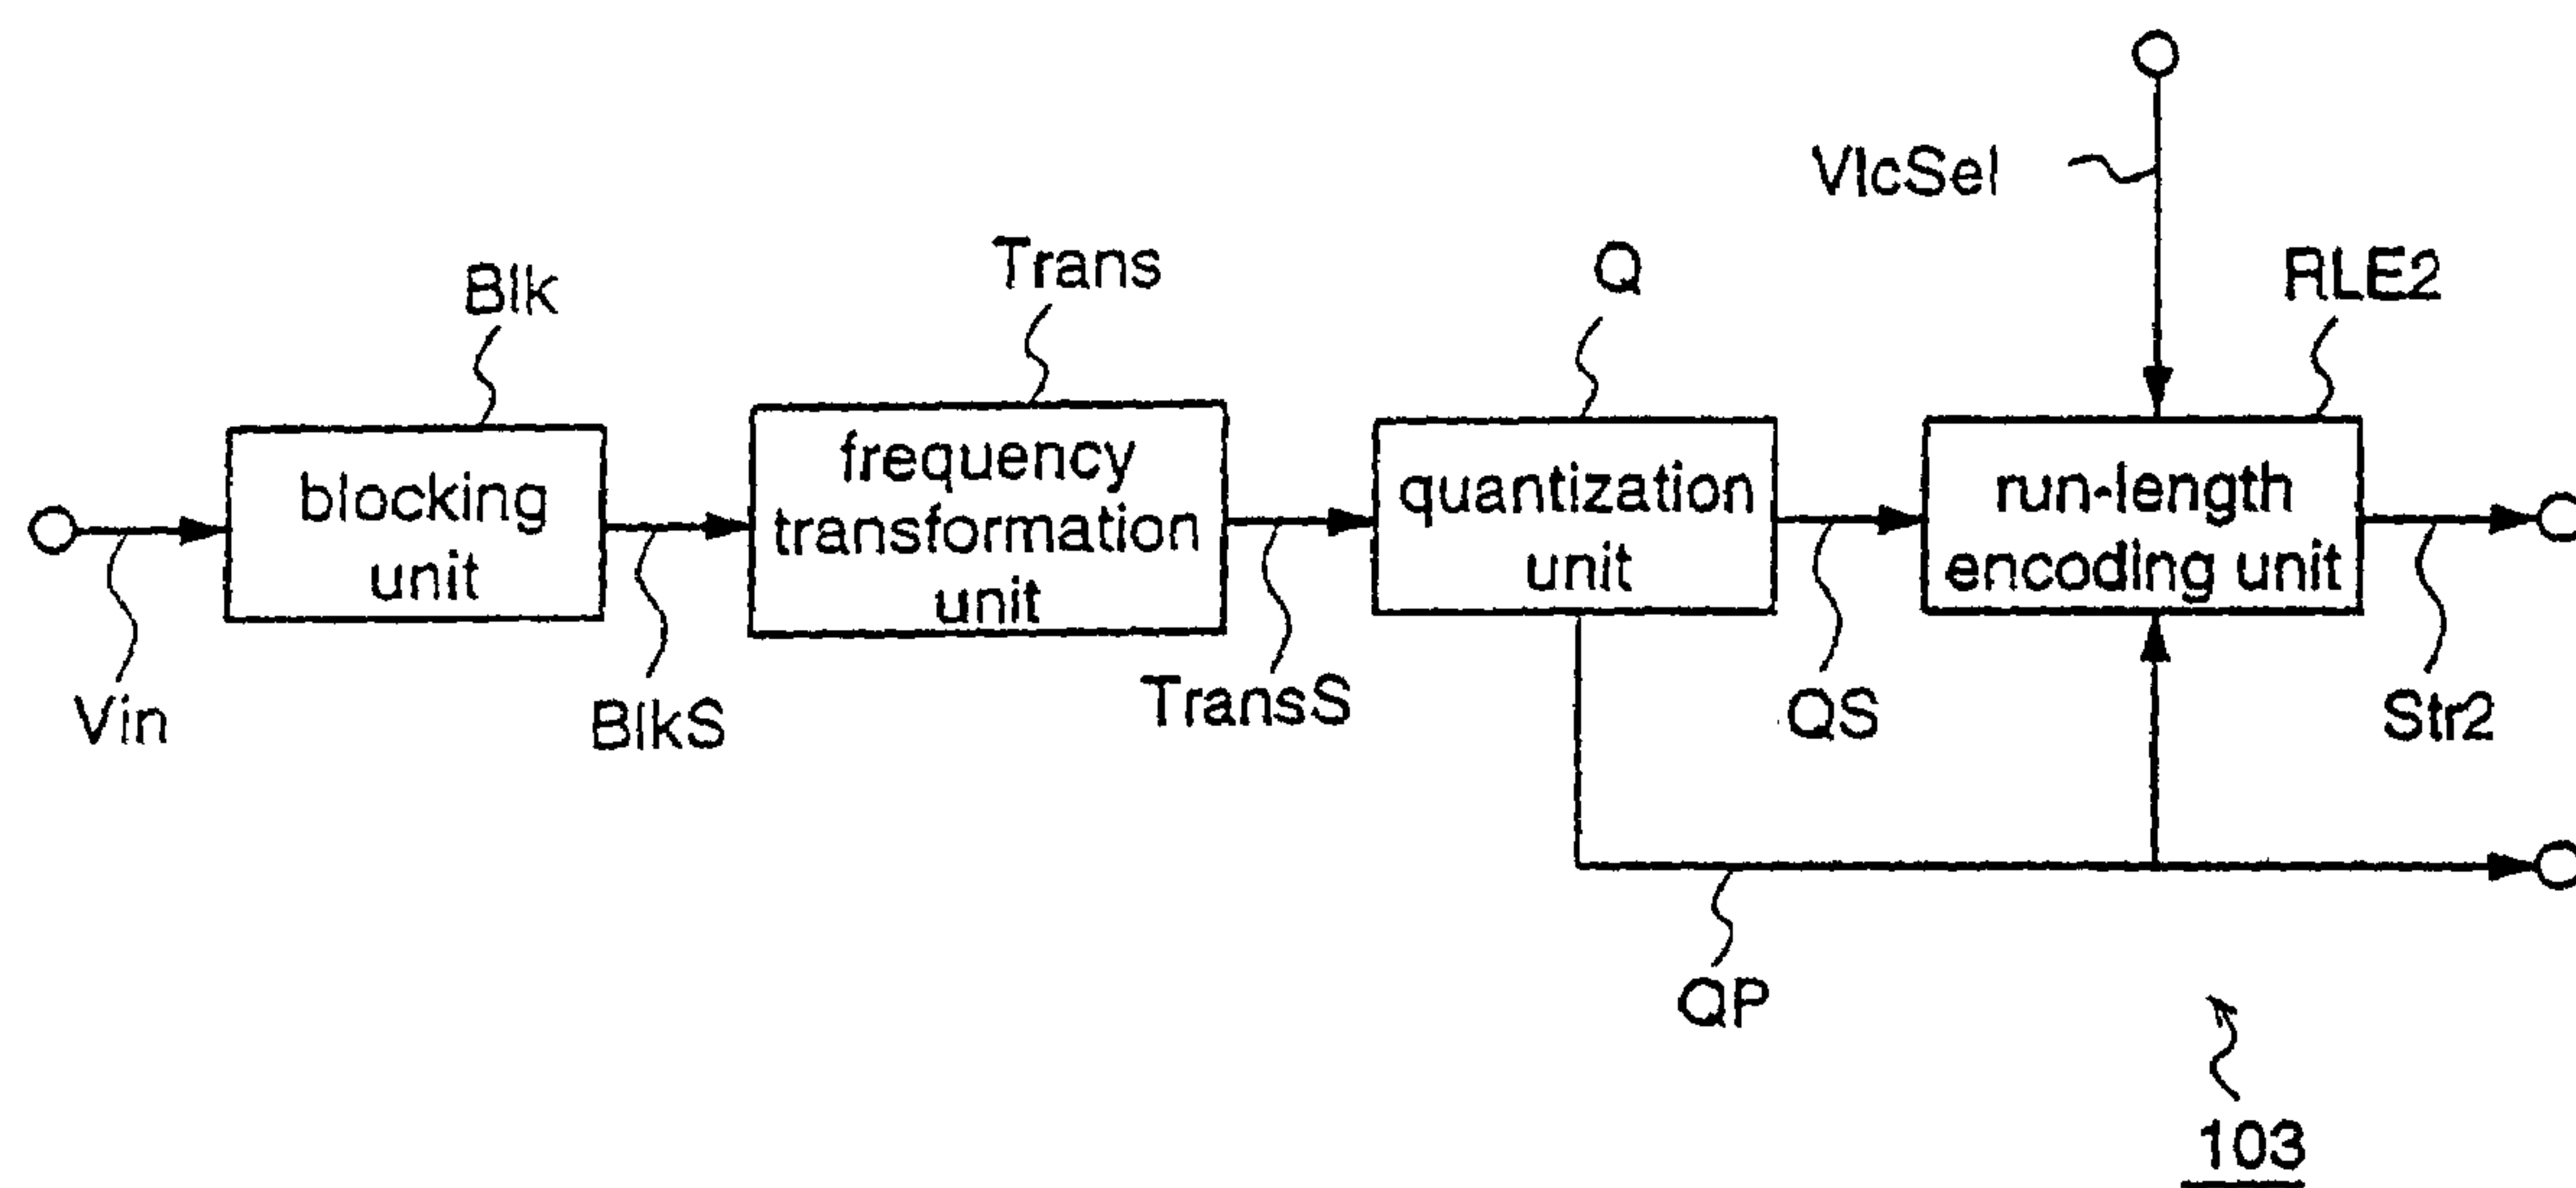 VlcSel
Blk
Trans
Q
RLE2
blocking
unit
frequency
transformation
unit
quantization
unit
run-length
encoding unit
Vin
BlkS
TransS
QS
Str2
QP
103